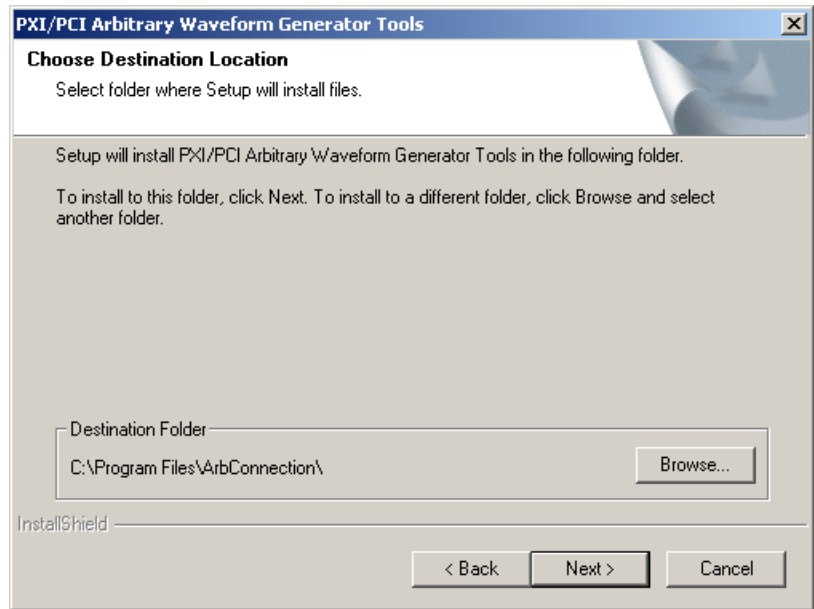 PXI/PCI Arbitrary Waveform Generator Tools
Choose Destination Location
Select folder where Setup will install files.
Setup will install PXI/PCI Arbitrary Waveform Generator Tools in the following folder.
To install to this folder, click Next. To install to a different folder, click Browse and select
another folder.
Destination Folder
C:\Program Files\ArbConnection\
Browse...
InstallShield
< Back
Next >
Cancel